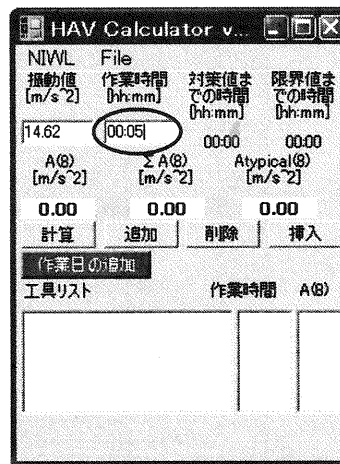 HAV Calculator v...
NIWL File
振動値 作業時間 対策値ま 限界値ま
[m/s^2] [hh:mm] での時間 での時間
[hh:mm] [hh:mm]
14.62 00:05 00:00 00:00
A(8) Σ A(8) Atypical(8)
[m/s^2] [m/s^2] [m/s^2]
0.00 0.00 0.00
計算 追加 削除 挿入
作業日の追加
工具リスト 作業時間 A(8)